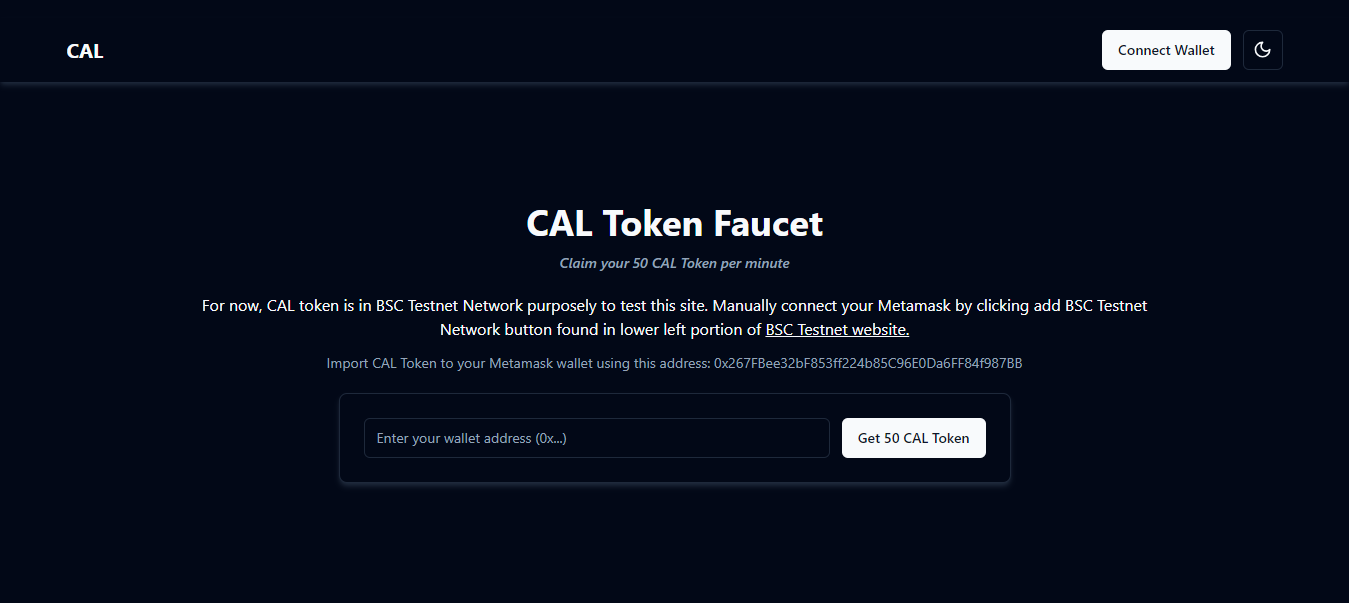 CAL
Connect Wallet
CAL Token Faucet
Claim your 50 CAL Token per minute
For now, CAL token is in BSC Testnet Network purposely to test this site. Manually connect your Metamask by clicking add BSC Testnet
Network button found in lower left portion of BSC Testnet website.
Import CAL Token to your Metamask wallet using this address: 0x267FBee32bF853ff224b85C96E0Da6FF84f987BB
Enter your wallet address (0x...)
Get 50 CAL Token